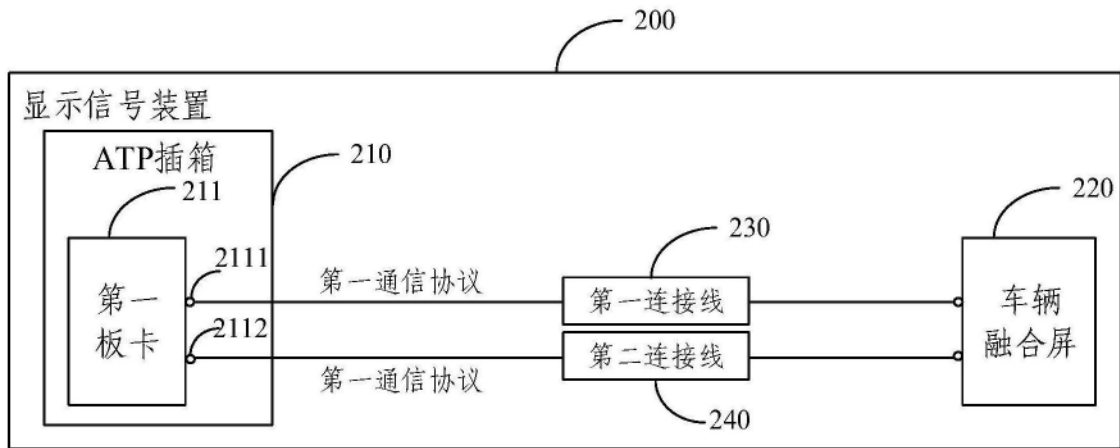 200
显示信号装置
ATP插箱
210
211
220
230
2111
第一通信协议
第一连接线
第一
板卡
车辆
融合屏
2112
第二连接线
第一通信协议
240